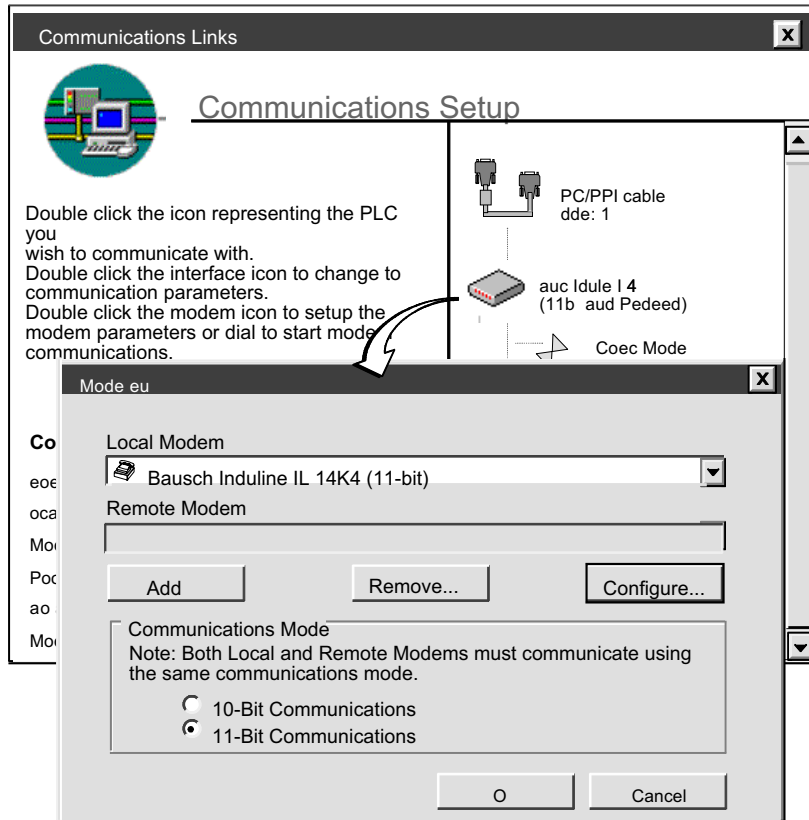 Communications Links
Communications Setup
PC/PPI cable
dde: 1
Double click the icon representing the PLC
you
wish to communicate with.
Double click the interface icon to change to
communication parameters.
Double click the modem icon to setup the
modem parameters or dial to start mode
communications.
auc Idule I 4
(11b aud Pedeed)
Coec Mode
Mode eu
Co
eoe
oca
Mo
Poo
ao
Mo
Local Modem
Bausch Induline IL 14K4 (11-bit)
Remote Modem
Add
Remove...
Configure...
Communications Mode
Note: Both Local and Remote Modems must communicate using
the same communications mode.
10-Bit Communications
11-Bit Communications
O
Cancel